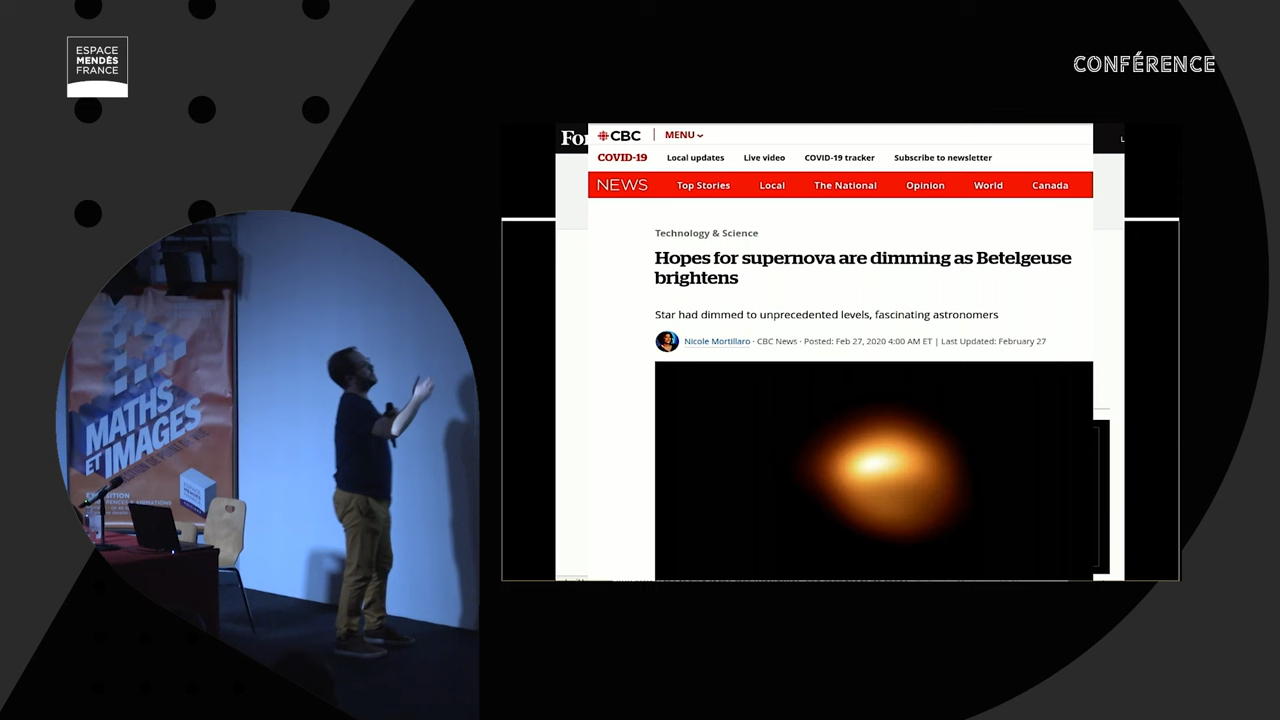 ESPACE
MENDÈS
FRANCE
CONFÉRENCE
CBC
MENU
COVID-19
Local updates
Live video
COVID-19 tracker
Subscribe to newsletter
NEWS
Top Stories
Local
The National
Opinion
World
Canada
Technology & Science
Hopes for supernova are dimming as Betelgeuse
brightens
Star had dimmed to unprecedented levels, fascinating astronomers
Nicole Mortillaro · CBC News · Posted: Feb 27, 2020 4:00 AM ET | Last Updated: February 27
MATHS
ET IMAGES